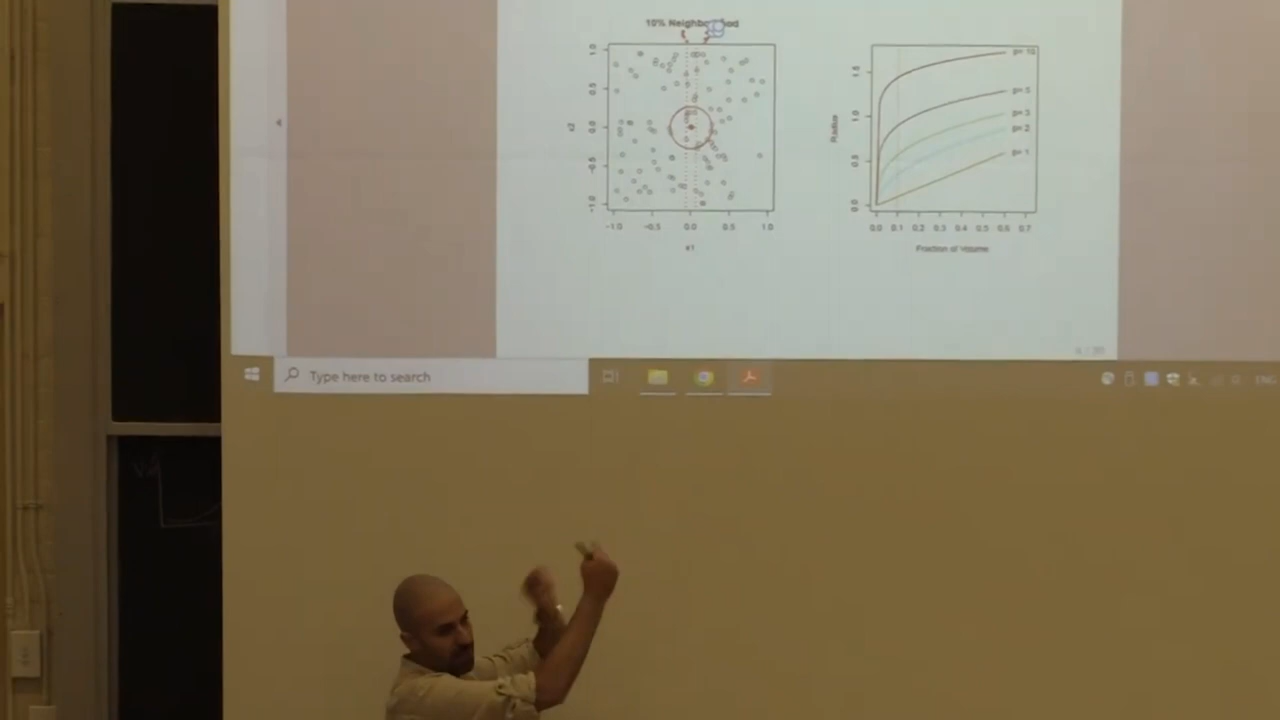 10% Neighborhood
1.0
0.5
0.0
-0.5
-1.0
x2
-1.0 -0.5 0.0 0.5 1.0
x1
1.5
1.0
0.5
0.0
Radius
p= 10
p= 5
p= 3
p= 2
p= 1
0.0 0.1 0.2 0.3 0.4 0.5 0.6 0.7
Fraction of Volume
Type here to search
ENG